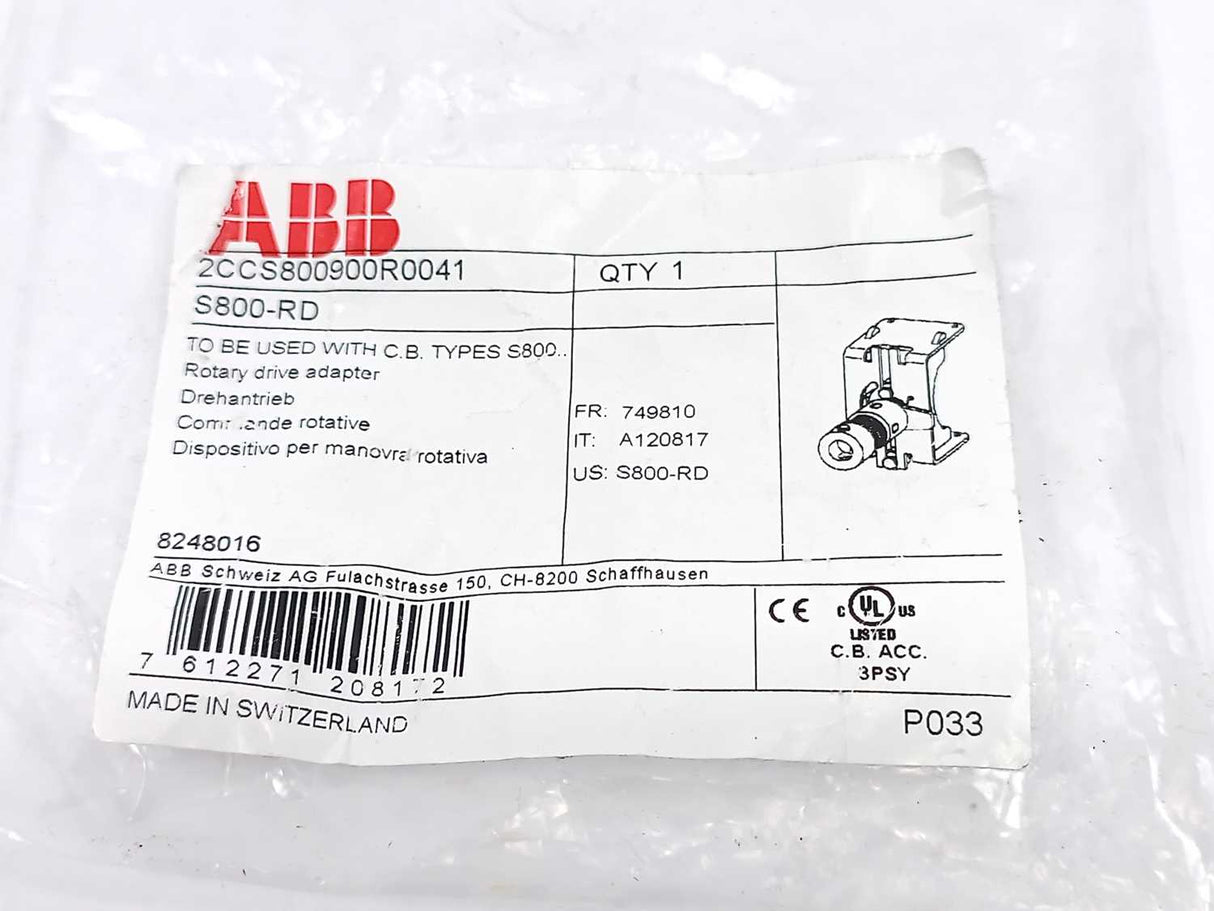 ABB
2CCS800900R0041 QTY 1
S800-RD
TO BE USED WITH C.B. TYPES S800..
Rotary drive adapter
Drehantrieb
rotative
Dispositivo per manovra rotativa
FR: 749810
IT: A120817
US: S800-RD
8248016
ABB Schweiz AG Fulachstrasse 150, CH-8200 Schaffhausen
7 612271 208172
CE C UL US
LISTED
C.B. ACC.
3PSY
MADE IN SWITZERLAND
P033